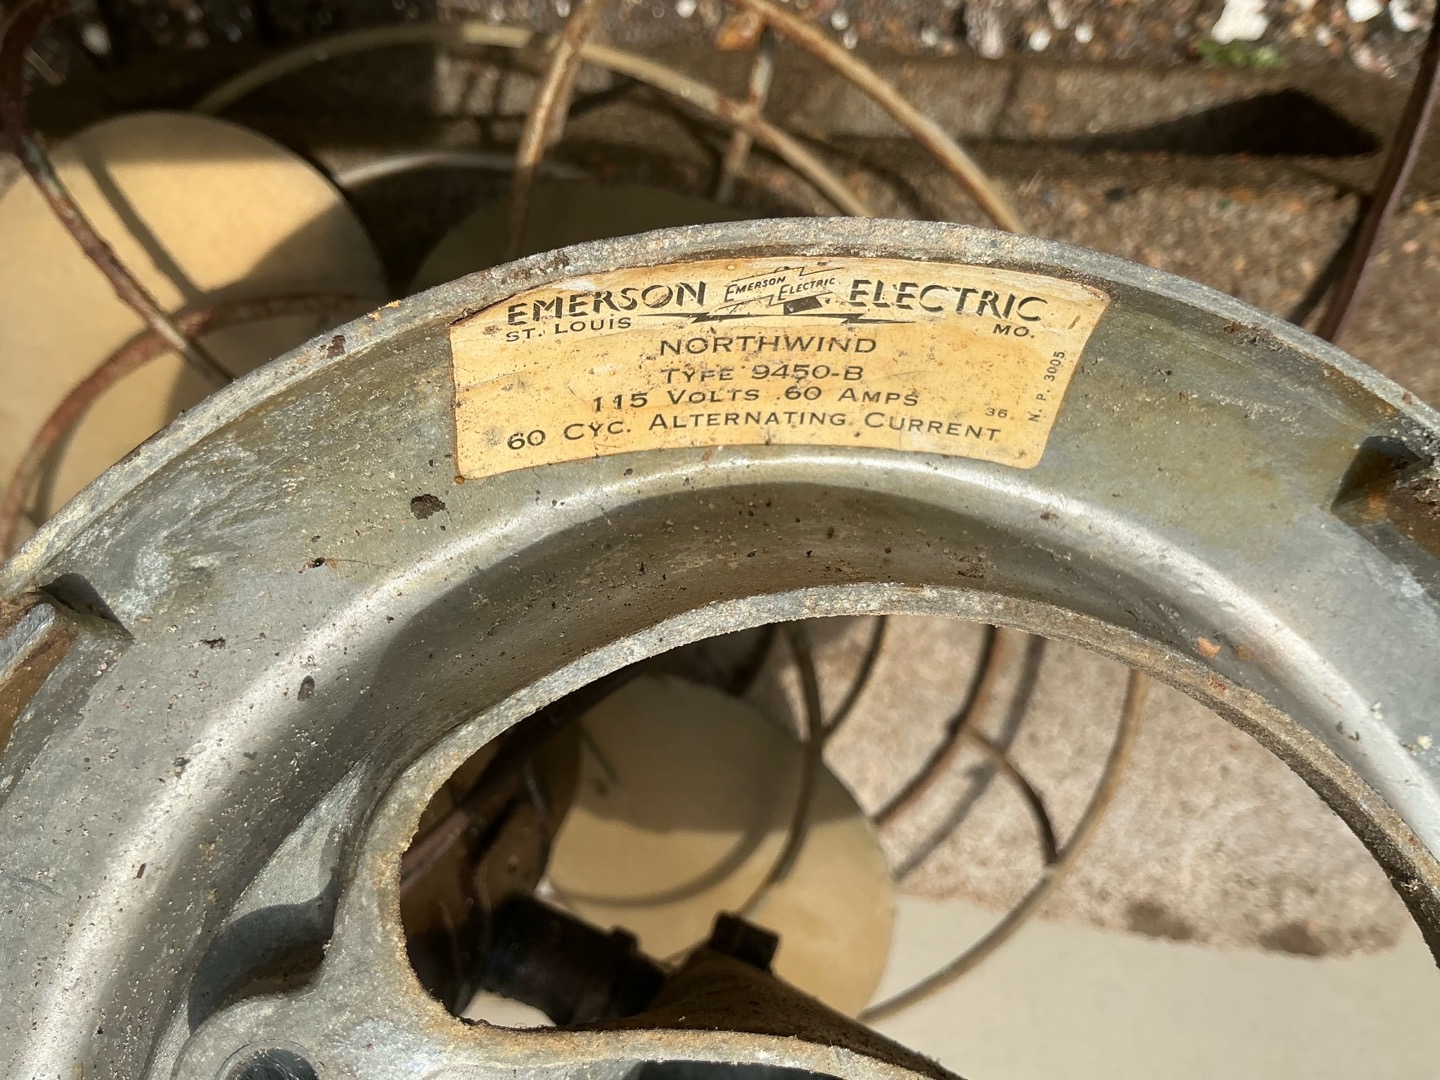 EMERSON EMERSON ELECTRIC ELECTRIC
ST. LOUIS MO.
NORTHWIND
TYPE 9450-B
115 VOLTS .60 AMPS
60 CYC. ALTERNATING CURRENT
36
N. P. 3005